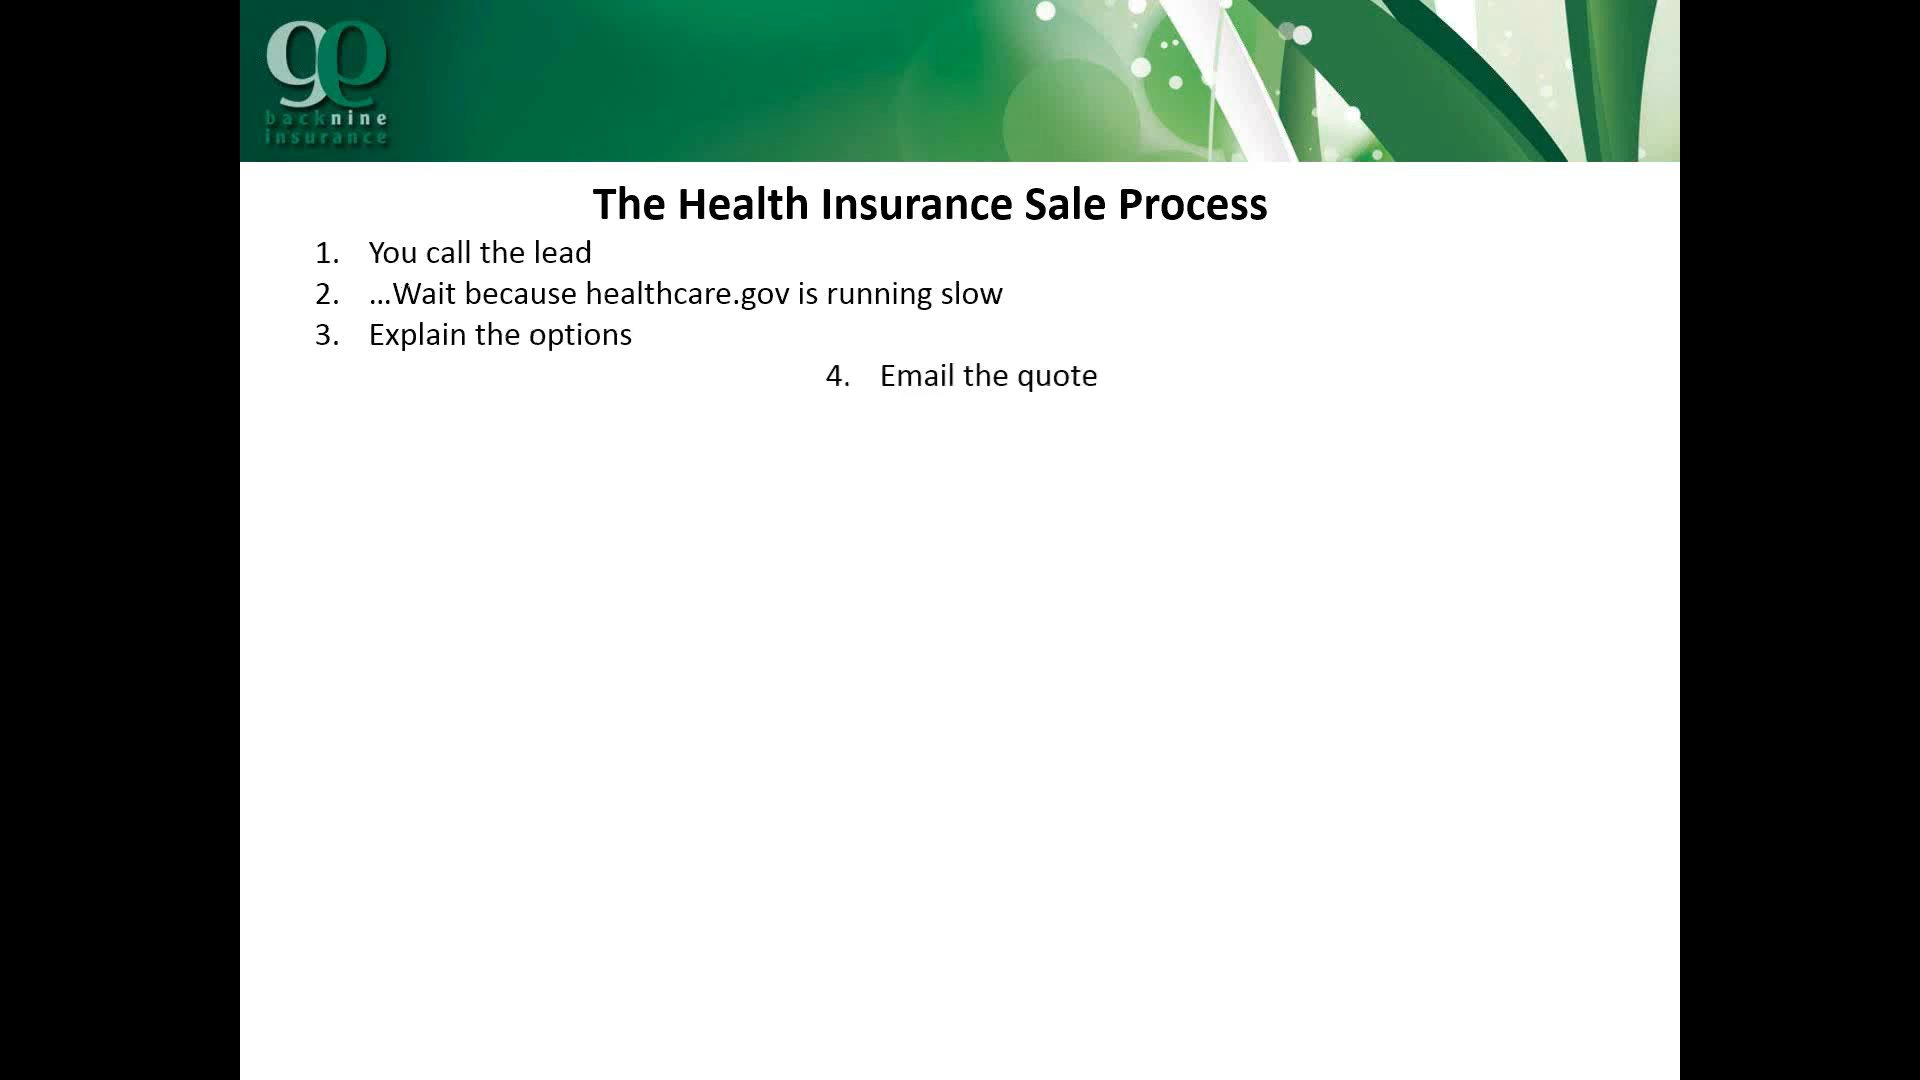 backnine
insurance
The Health Insurance Sale Process
1. You call the lead
2. ...Wait because healthcare.gov is running slow
3. Explain the options
4. Email the quote